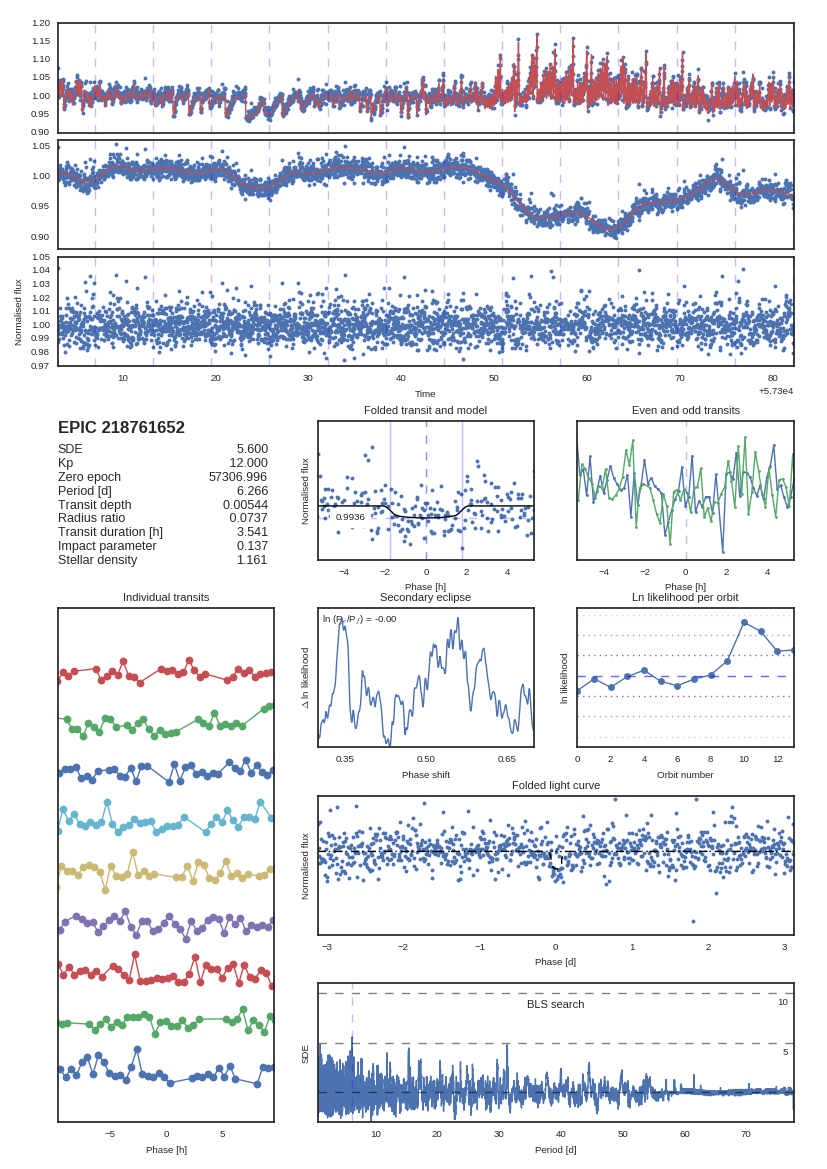 1.20
1.15
1.10
1.05
1.00
0.95
0.90
1.05
1.00
0.95
0.90
1.05
1.04
1.03
1.02
1.01
1.00
0.99
0.98
0.97
Normalised flux
10 20 30 40 50 60 70 80
Time
+5.73e4
EPIC 218761652
SDE 5.600
Kp 12.000
Zero epoch 57306.996
Period [d] 6.266
Transit depth 0.00544
Radius ratio 0.0737
Transit duration [h] 3.541
Impact parameter 0.137
Stellar density 1.161
Folded transit and model
Normalised flux
0.9936
−4 −2 0 2 4
Phase [h]
Even and odd transits
−4 −2 0 2 4
Phase [h]
Individual transits
−5 0 5
Phase [h]
Secondary eclipse
ln (P /P ) = -0.00
Δ ln likelihood
0.35 0.50 0.65
Phase shift
Ln likelihood per orbit
ln likelihood
0 2 4 6 8 10 12
Orbit number
Folded light curve
Normalised flux
−3 −2 −1 0 1 2 3
Phase [d]
BLS search
10
5
SDE
10 20 30 40 50 60 70
Period [d]